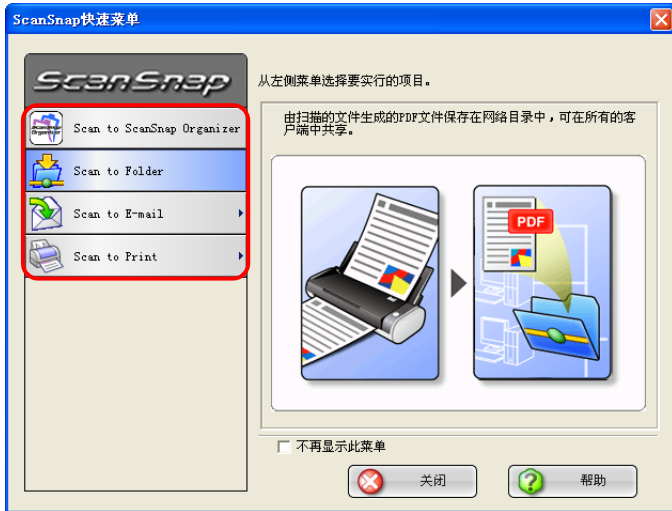 ScanSnap快速菜单
ScanSnap
从左侧菜单选择要实行的项目。
Scan to ScanSnap Organizer
Scan to Folder
Scan to E-mail
Scan to Print
由扫描的文件生成的PDF文件保存在网络目录中，可在所有的客
户端中共享。
PDF
不再显示此菜单
关闭
帮助